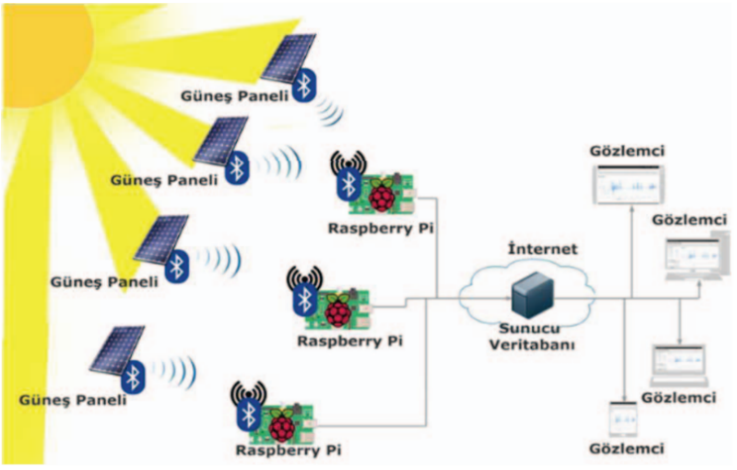 Güneş Paneli
Güneş Paneli
Güneş Paneli
Güneş Paneli
Raspberry Pi
Raspberry Pi
Raspberry Pi
İnternet
Sunucu
Veritabanı
Gözlemci
Gözlemci
Gözlemci
Gözlemci